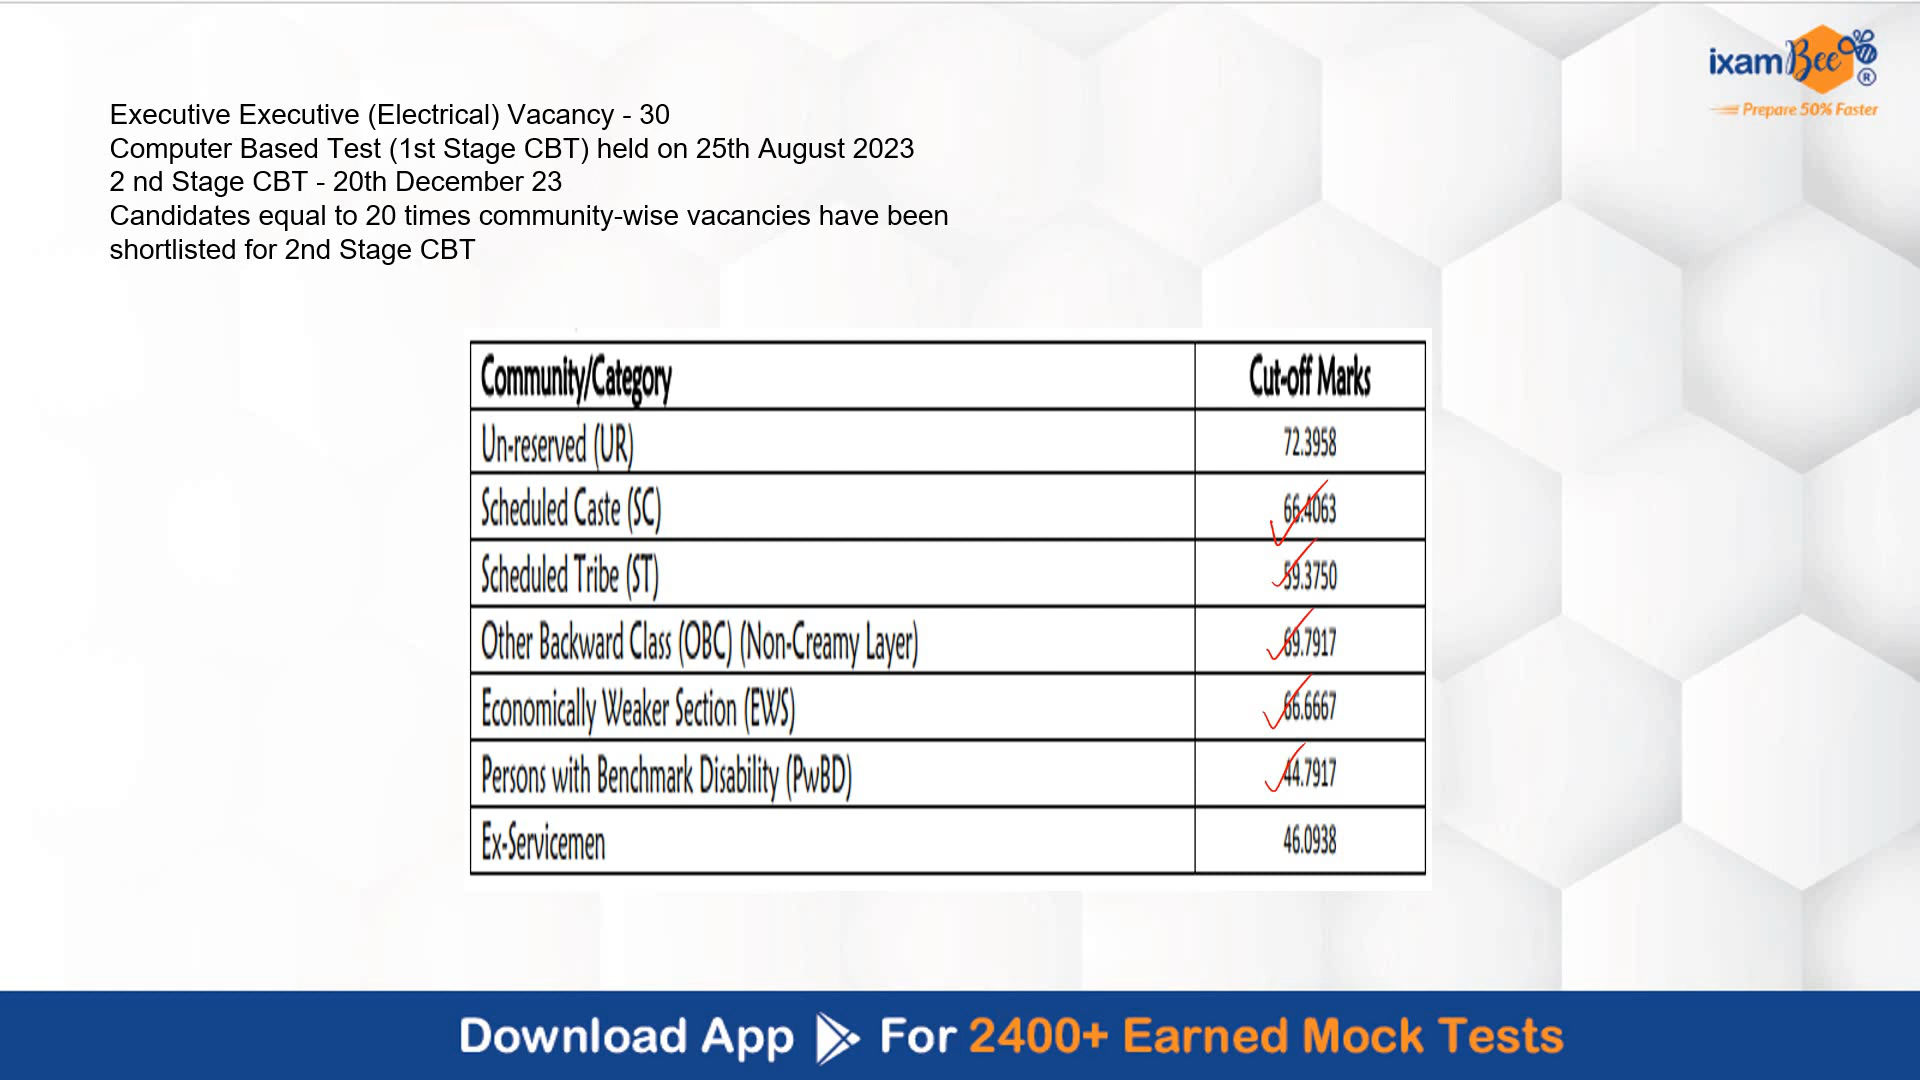 ixamBee®
Prepare 50% Faster
Executive Executive (Electrical) Vacancy - 30
Computer Based Test (1st Stage CBT) held on 25th August 2023
2 nd Stage CBT - 20th December 23
Candidates equal to 20 times community-wise vacancies have been
shortlisted for 2nd Stage CBT
Community/Category Cut-off Marks
Un-reserved (UR) 72.3958
Scheduled Caste (SC) 66.4063
Scheduled Tribe (ST) 59.3750
Other Backward Class (OBC) (Non-Creamy Layer) 69.7917
Economically Weaker Section (EWS) 66.6667
Persons with Benchmark Disability (PwBD) 44.7917
Ex-Servicemen 46.0938
Download App For 2400+ Earned Mock Tests